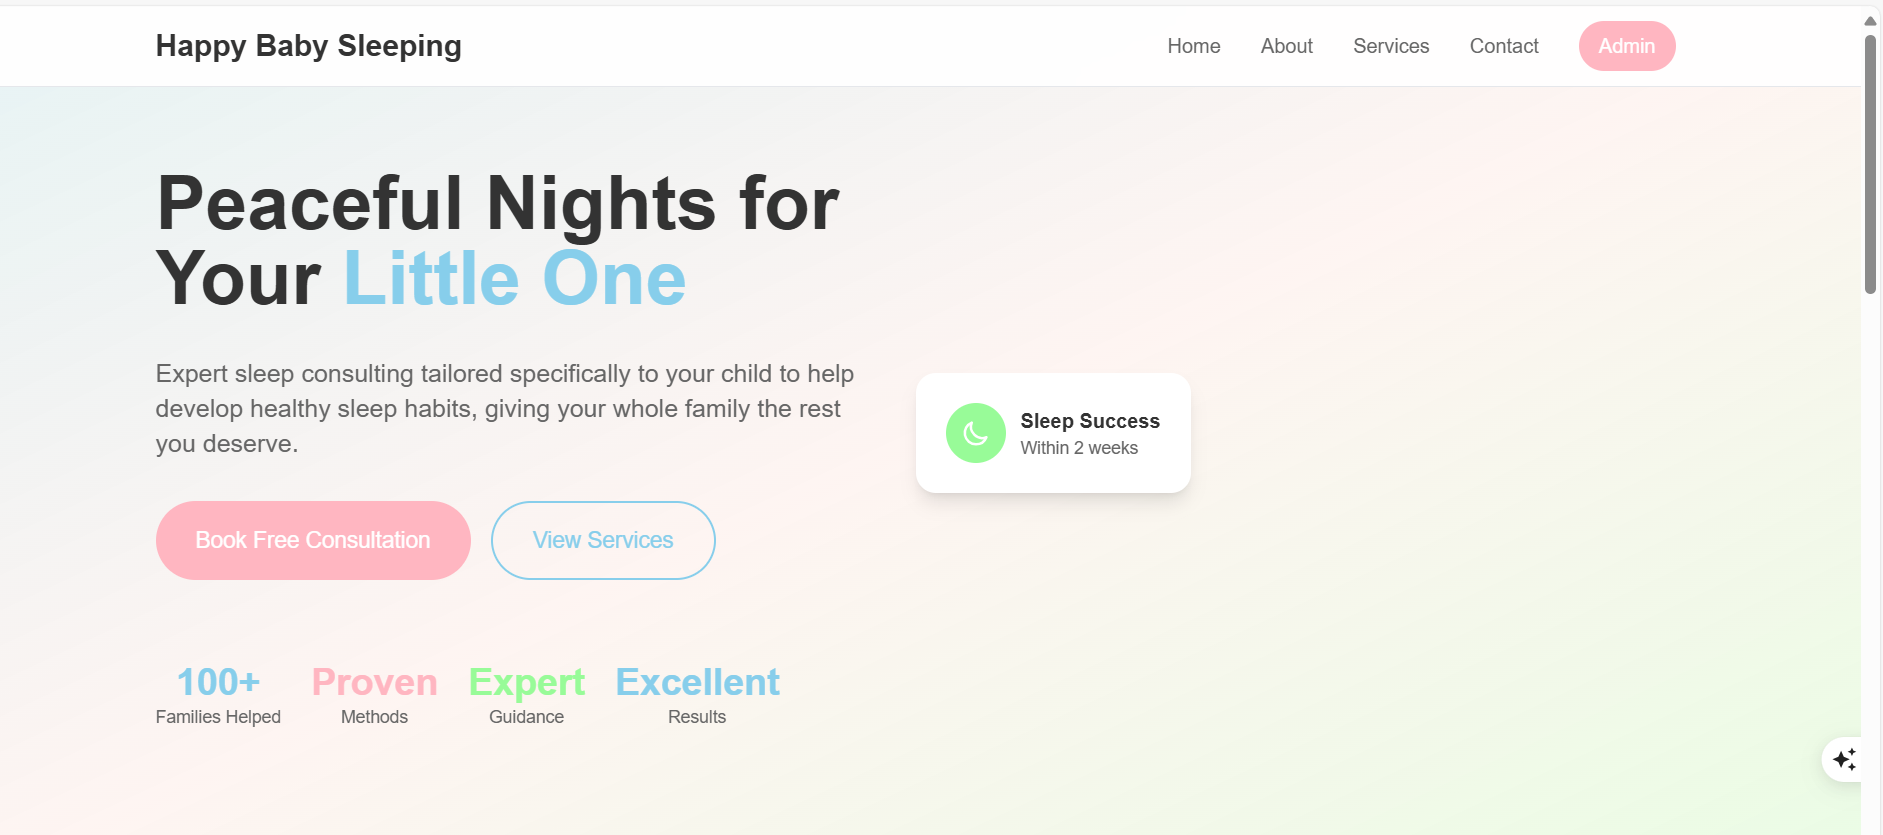 Happy Baby Sleeping
Home
About
Services
Contact
Admin
Peaceful Nights for
Your Little One
Expert sleep consulting tailored specifically to your child to help
develop healthy sleep habits, giving your whole family the rest
you deserve.
Book Free Consultation
View Services
Sleep Success
Within 2 weeks
100+
Families Helped
Proven
Methods
Expert
Guidance
Excellent
Results